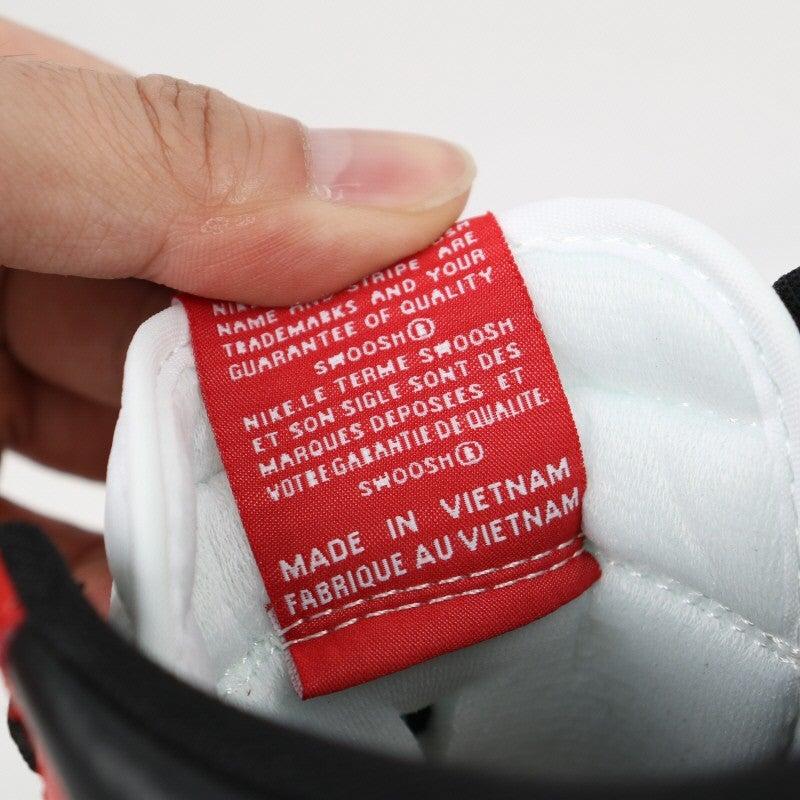 NIKE
AND STRIPE ARE
NAME AND YOUR
TRADEMARKS
GUARANTEE OF QUALITY
SWOOSH®
NIKE.LE TERME SWOOSH
ET SON SIGLE SONT DES
MARQUES DEPOSEES ET
VOTRE GARANTIE DE QUALITE.
SWOOSH®
MADE IN VIETNAM
FABRIQUE AU VIETNAM